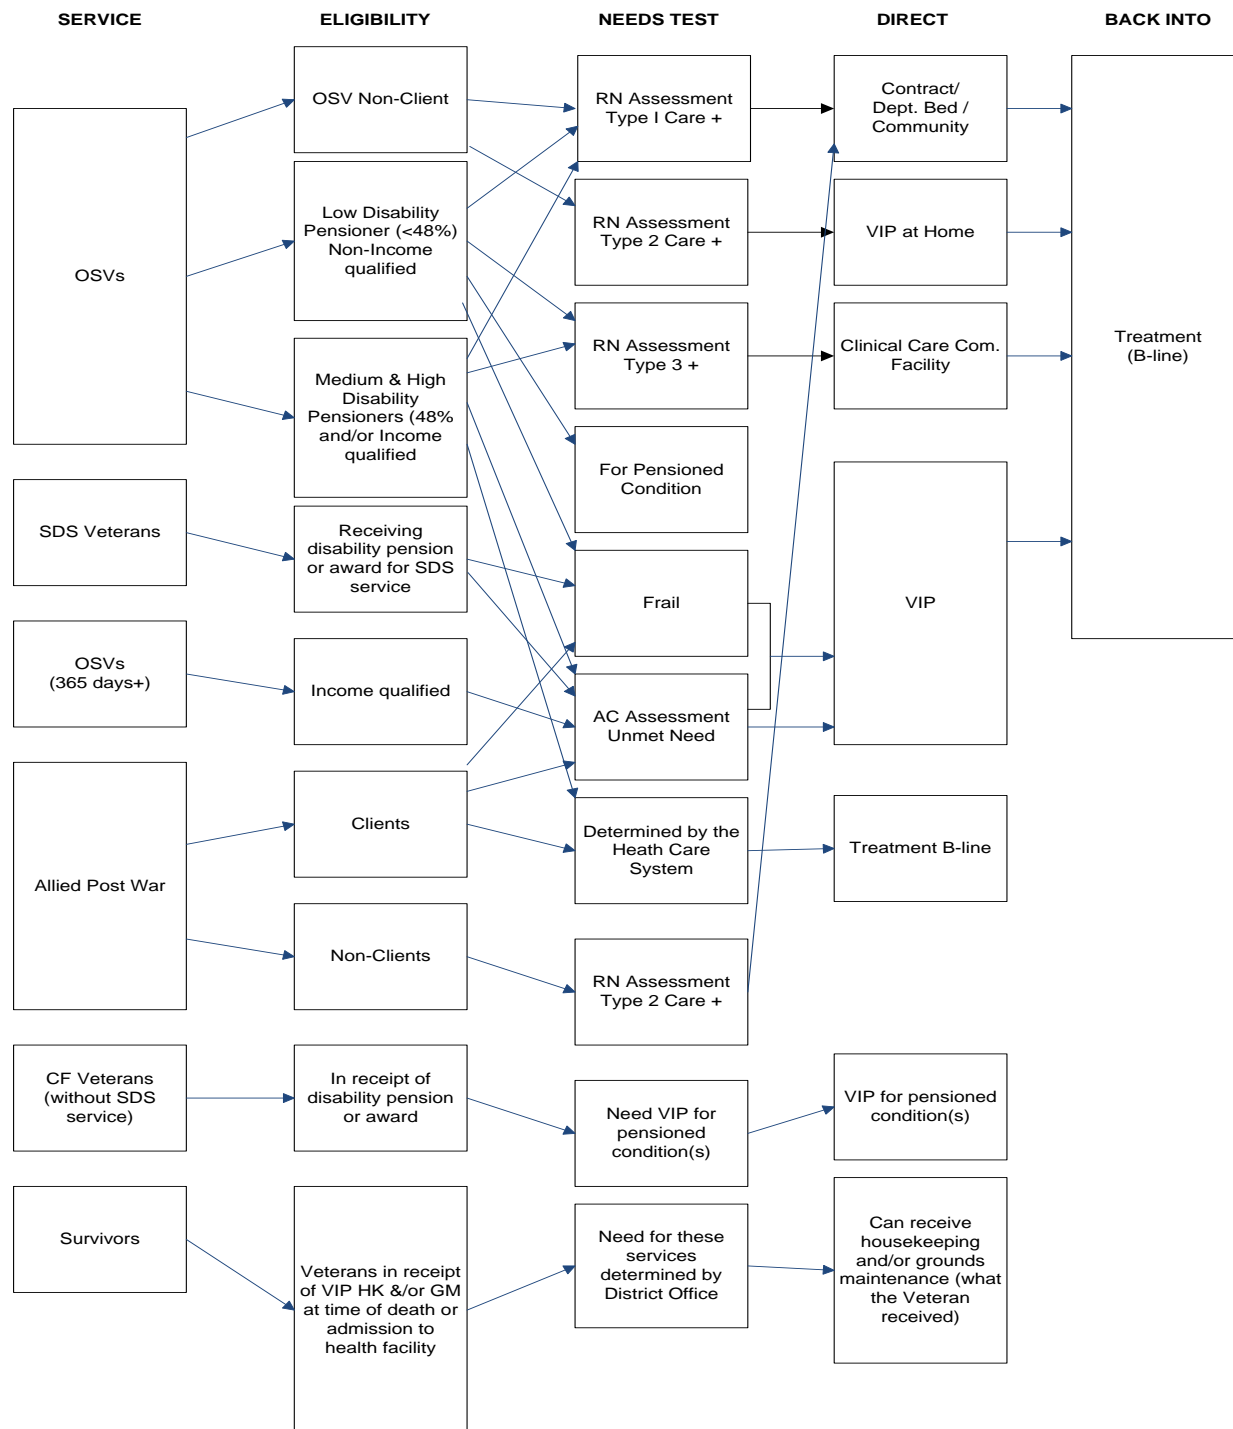 SERVICE
ELIGIBILITY
NEEDS TEST
DIRECT
BACK INTO
OSVs
SDS Veterans
OSVs
(365 days+)
Allied Post War
CF Veterans
(without SDS
service)
Survivors
OSV Non-Client
Low Disability
Pensioner (<48%)
Non-Income
qualified
Medium & High
Disability
Pensioners (48%
and/or Income
qualified
Receiving
disability pension
or award for SDS
service
Income qualified
Clients
Non-Clients
In receipt of
disability pension
or award
Veterans in receipt
of VIP HK &/or GM
at time of death or
admission to
health facility
RN Assessment
Type I Care +
RN Assessment
Type 2 Care +
RN Assessment
Type 3 +
For Pensioned
Condition
Frail
AC Assessment
Unmet Need
Determined by the
Heath Care
System
RN Assessment
Type 2 Care +
Need VIP for
pensioned
condition(s)
Need for these
services
determined by
District Office
Contract/
Dept. Bed /
Community
VIP at Home
Clinical Care Com.
Facility
VIP
Treatment B-line
VIP for pensioned
condition(s)
Can receive
housekeeping
and/or grounds
maintenance (what
the Veteran
received)
Treatment
(B-line)